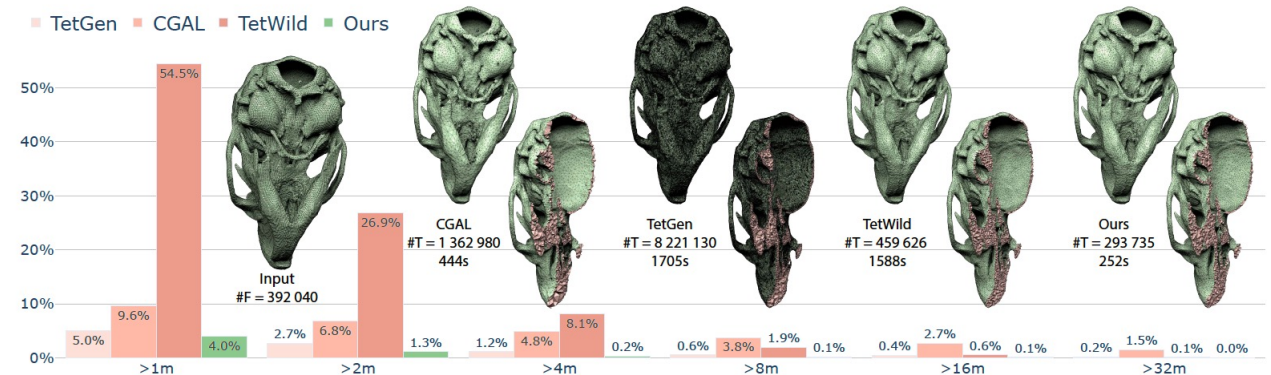 TetGen CGAL TetWild Ours
50%
40%
30%
20%
10%
0%
54.5%
26.9%
9.6%
5.0%
4.0%
2.7%
6.8%
1.3%
1.2%
4.8%
8.1%
0.2%
0.6%
3.8%
1.9%
0.1%
0.4%
2.7%
0.6%
0.1%
0.2%
1.5%
0.1%
0.0%
Input
#F = 392 040
CGAL
#T = 1 362 980
444s
TetGen
#T = 8 221 130
1705s
TetWild
#T = 459 626
1588s
Ours
#T = 293 735
252s
>1m >2m >4m >8m >16m >32m